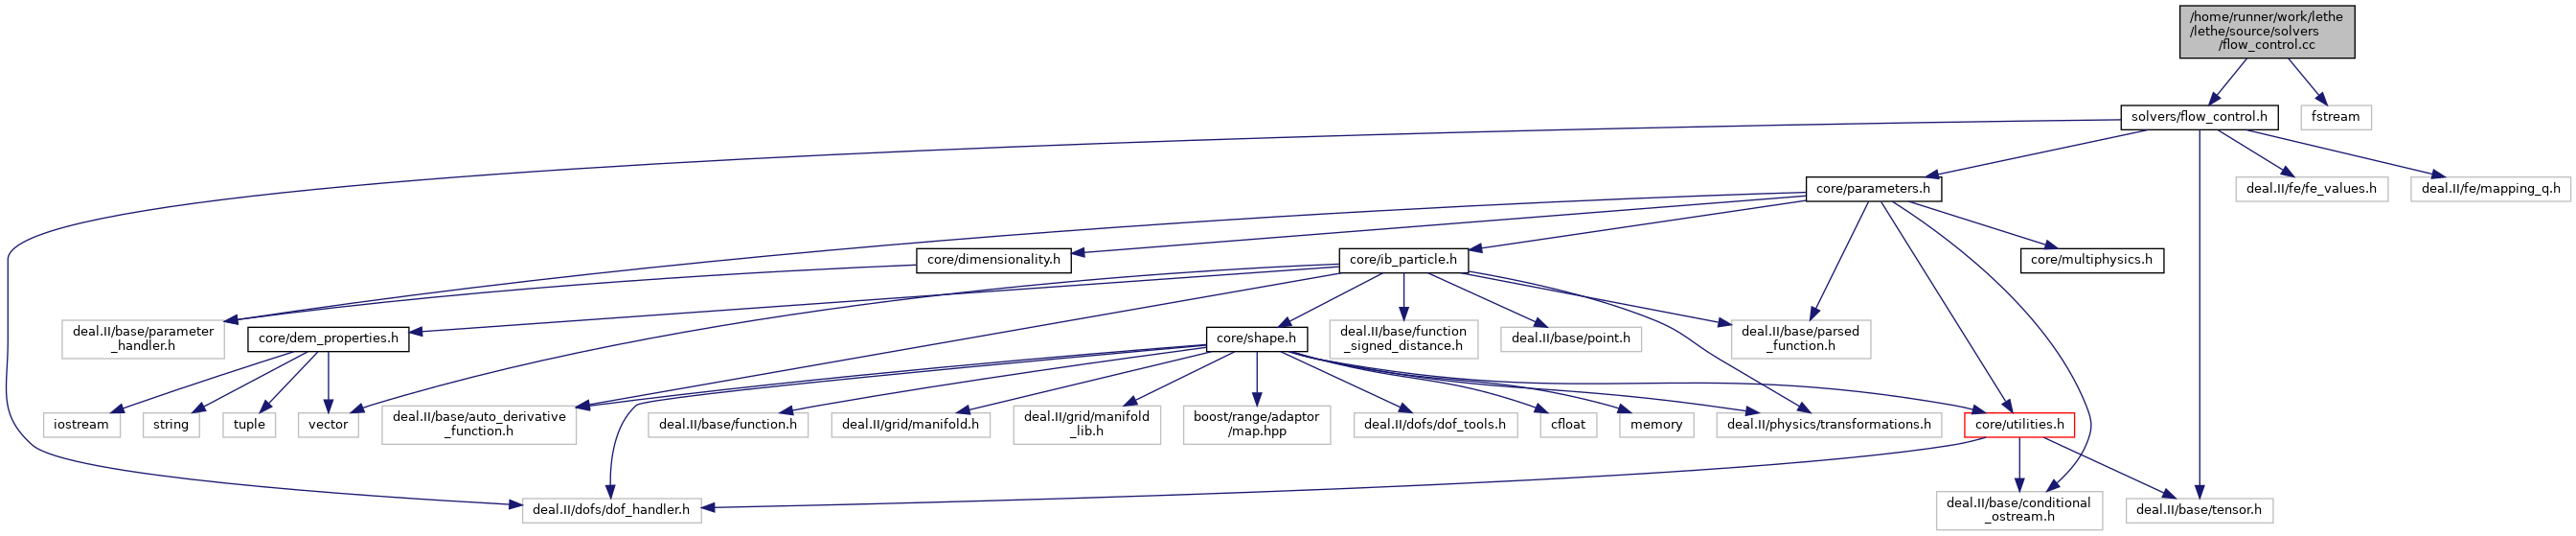 /home/runner/work/lethe
/lethe/source/solvers
/flow_control.cc
solvers/flow_control.h
fstream
core/parameters.h
deal.II/fe/fe_values.h
deal.II/fe/mapping_q.h
core/dimensionality.h
core/ib_particle.h
core/multiphysics.h
deal.II/base/parameter
_handler.h
core/dem_properties.h
core/shape.h
deal.II/base/function
_signed_distance.h
deal.II/base/point.h
deal.II/base/parsed
_function.h
iostream
string
tuple
vector
deal.II/base/auto_derivative
_function.h
deal.II/base/function.h
deal.II/grid/manifold.h
deal.II/grid/manifold
_lib.h
boost/range/adaptor
/map.hpp
deal.II/dofs/dof_tools.h
cfloat
memory
deal.II/physics/transformations.h
core/utilities.h
deal.II/dofs/dof_handler.h
deal.II/base/conditional
_ostream.h
deal.II/base/tensor.h